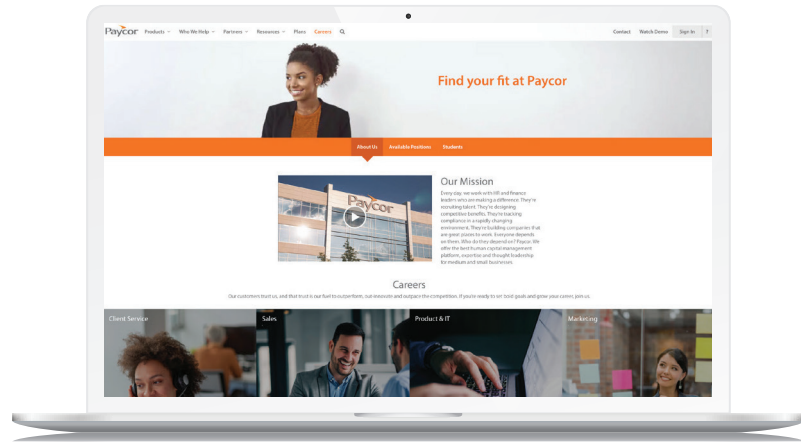 Paycor Products Who We Help Partners Resources Plans Careers Contact Watch Demo Sign In ?
Find your fit at Paycor
About Us Available Positions Students
Paycor
Our Mission
Every day, we work with HR and finance
leaders who are making a difference. They're
recruiting talent. They're designing
competitive benefits. They're tracking
compliance in a rapidly changing
environment. They're building companies that
are great places to work. Everyone depends
on them. Who do they depend on? Paycor. We
offer the best human capital management
platform, expertise and thought leadership
for medium and small businesses.
Careers
Our customers trust us, and that trust is our fuel to outperform, out innovate and outpace the competition. If you're ready to set bold goals and grow your career, join us.
Client Service Sales Product & IT Marketing